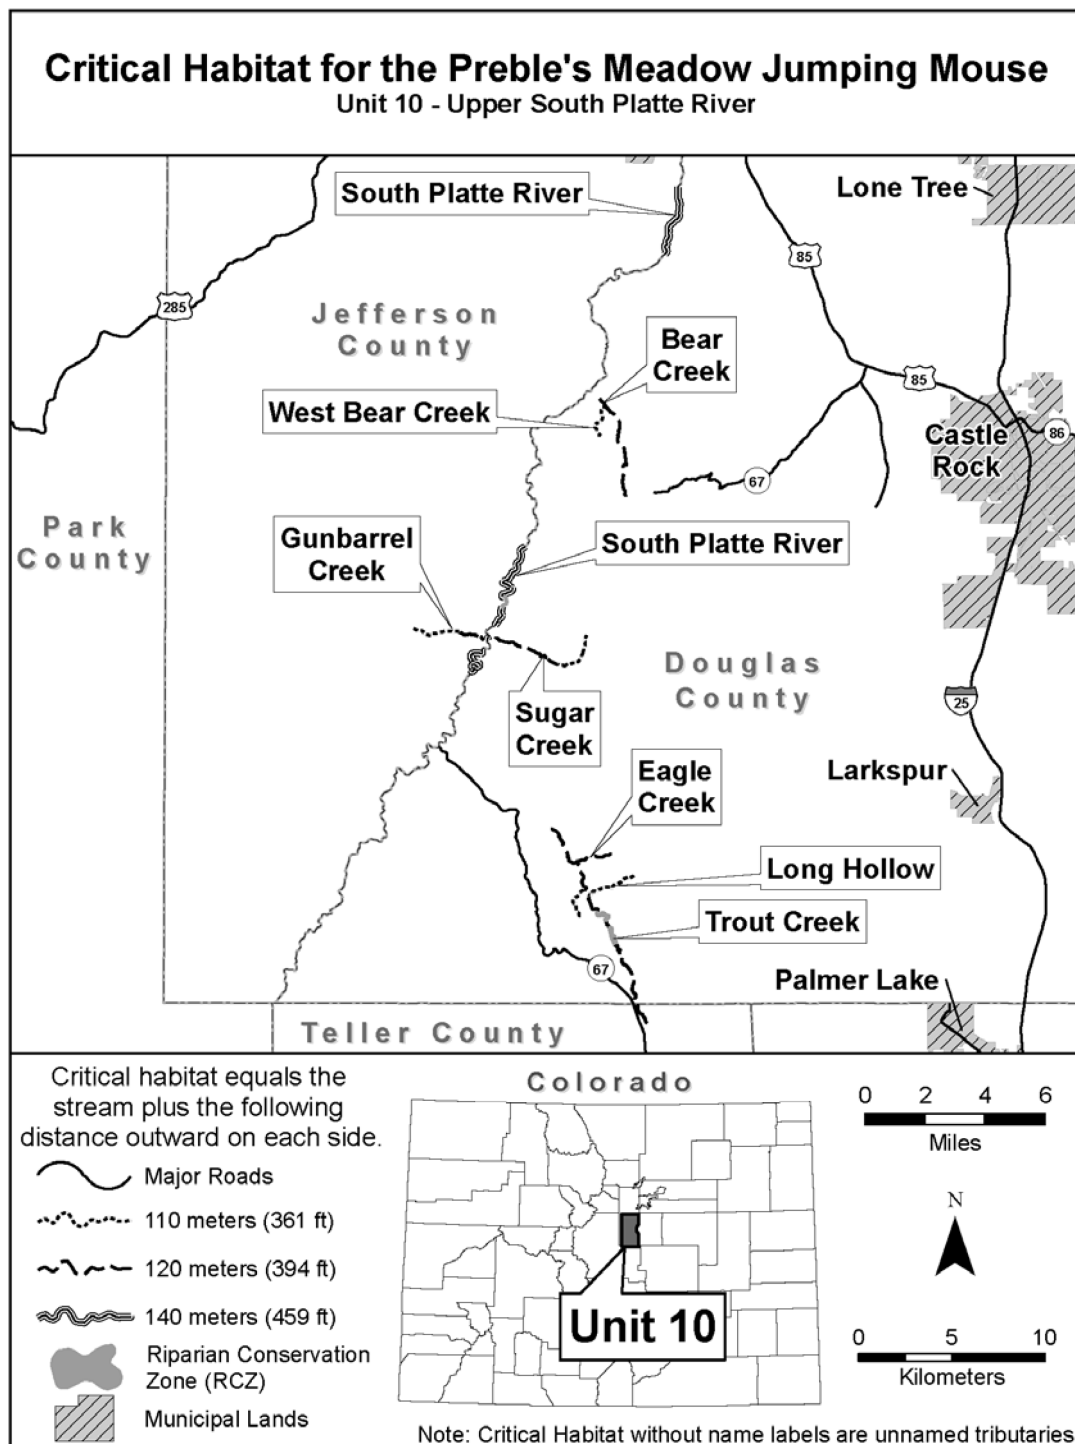 Critical Habitat for the Preble's Meadow Jumping Mouse
Unit 10 - Upper South Platte River
South Platte River
Lone Tree
85
285
Jefferson
County
Bear
Creek
85
West Bear Creek
Castle
Rock
86
67
Park
County
Gunbarrel
Creek
South Platte River
Douglas
County
25
Sugar
Creek
Eagle
Creek
Larkspur
Long Hollow
Trout Creek
67
Palmer Lake
Teller County
Critical habitat equals the
stream plus the following
distance outward on each side.
Major Roads
110 meters (361 ft)
120 meters (394 ft)
140 meters (459 ft)
Riparian Conservation
Zone (RCZ)
Municipal Lands
Colorado
Unit 10
0 2 4 6
Miles
N
0 5 10
Kilometers
Note: Critical Habitat without name labels are unnamed tributaries